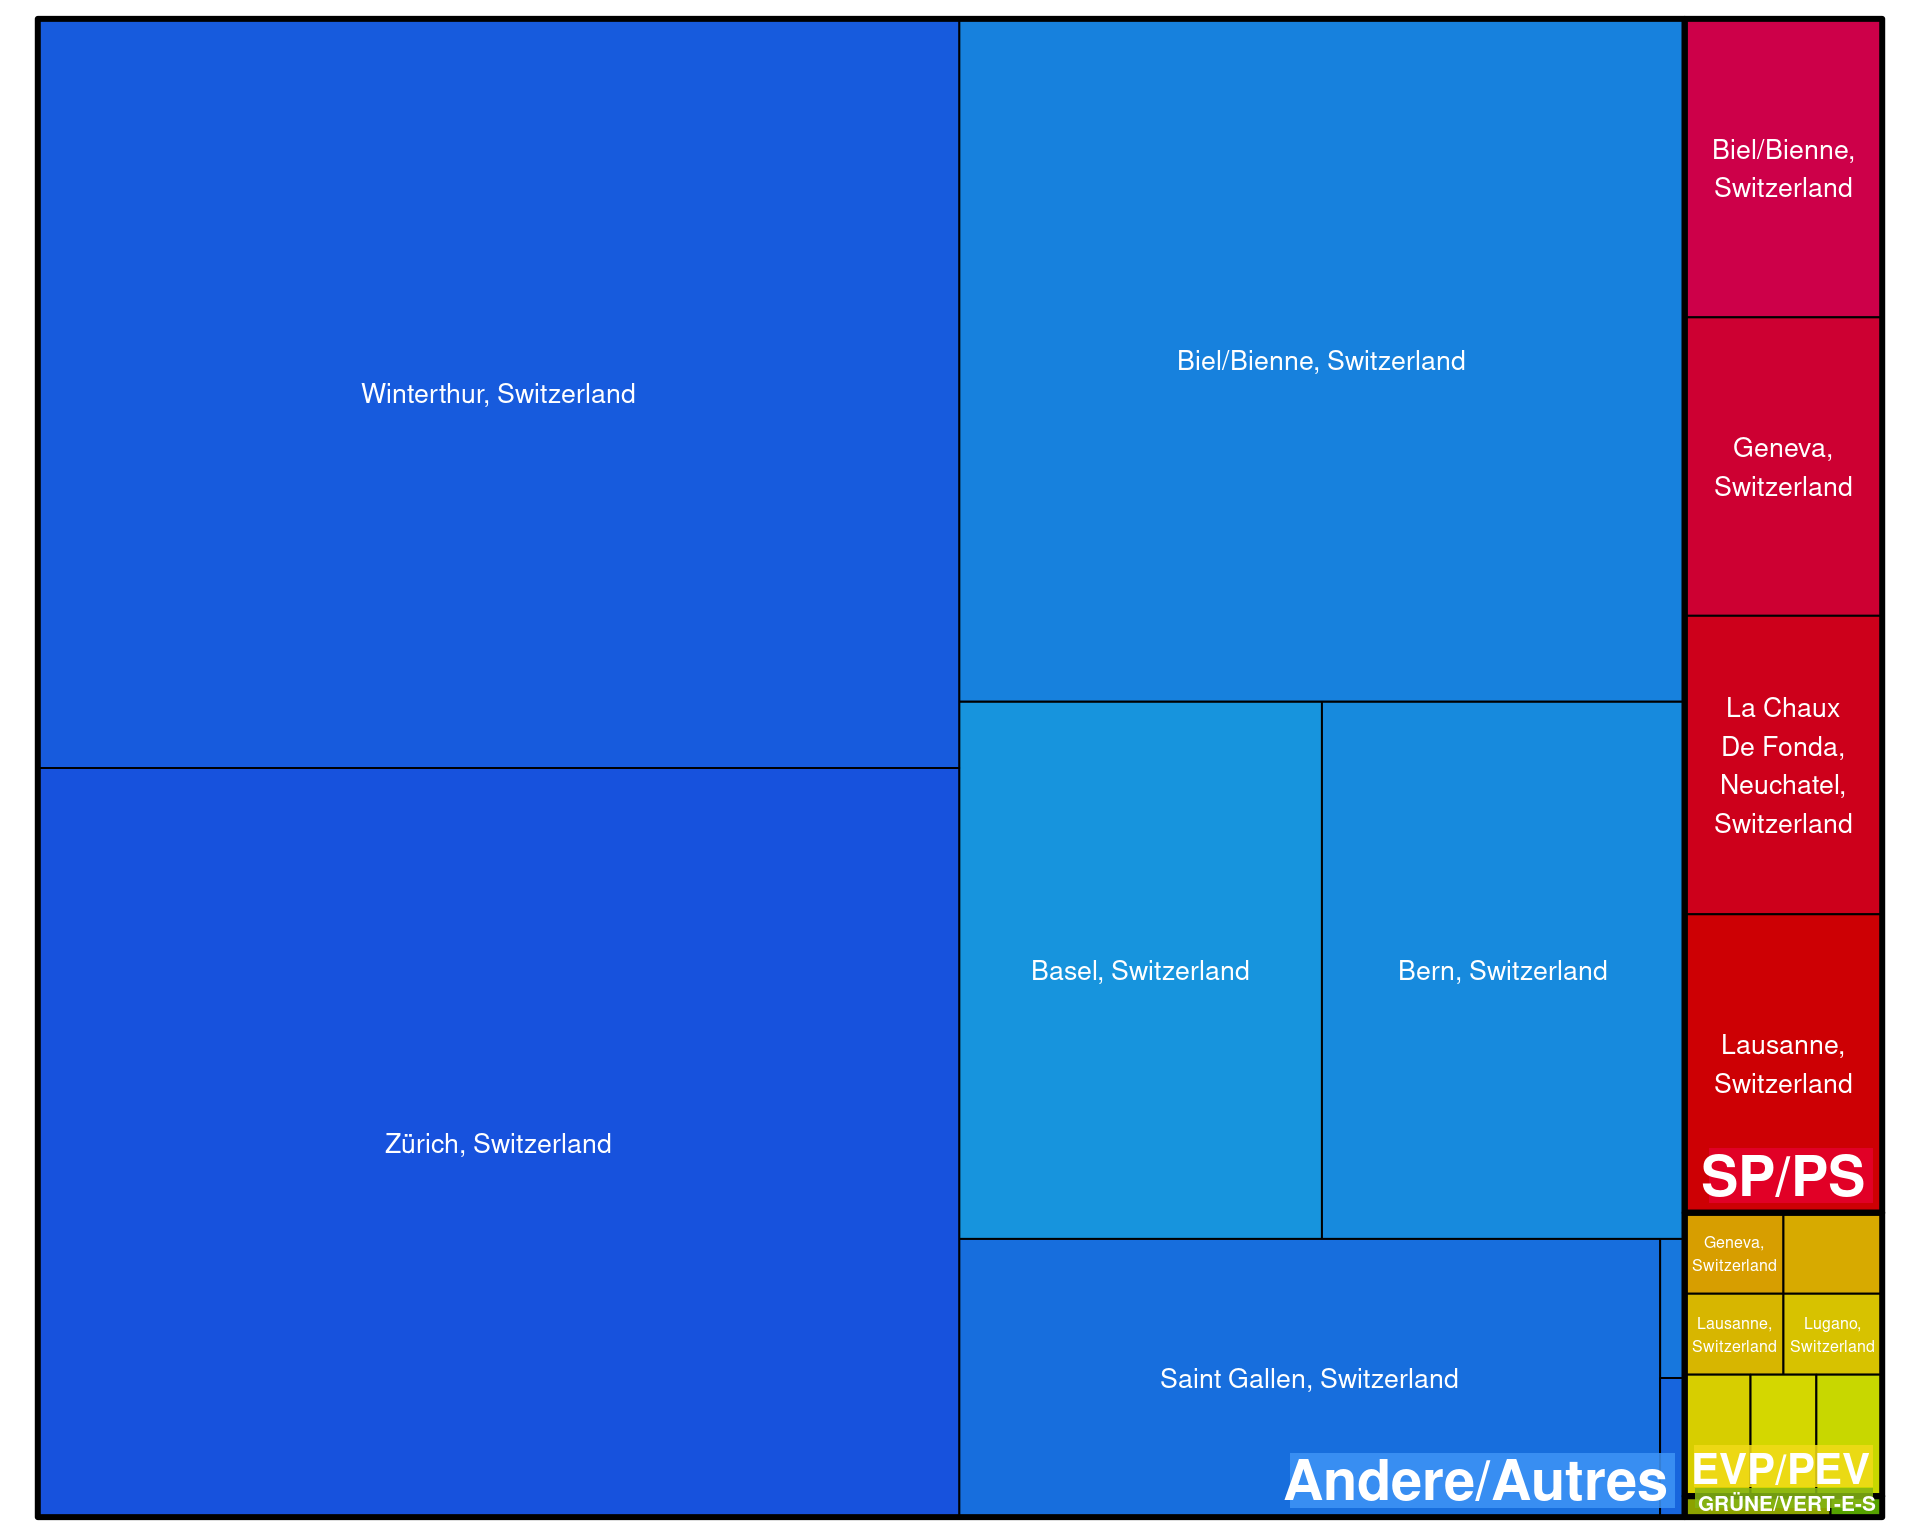 Winterthur, Switzerland
Zürich, Switzerland
Biel/Bienne, Switzerland
Basel, Switzerland
Bern, Switzerland
Saint Gallen, Switzerland
Andere/Autres
Biel/Bienne,
Switzerland
Geneva,
Switzerland
La Chaux
De Fonda,
Neuchatel,
Switzerland
Lausanne,
Switzerland
SP/PS
Geneva,
Switzerland
Lausanne,
Switzerland
Lugano,
Switzerland
EVP/PEV
GRÜNE/VERT-E-S